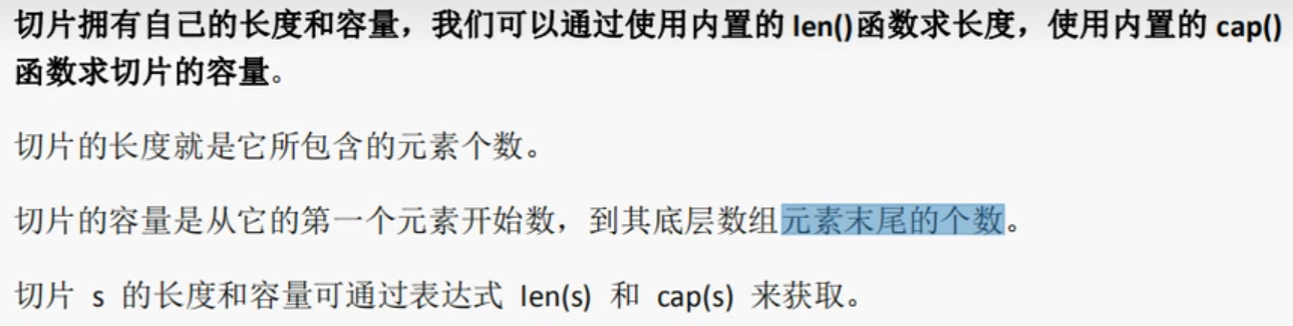 切片拥有自己的长度和容量，我们可以通过使用内置的 len()函数求长度，使用内置的 cap()
函数求切片的容量。
切片的长度就是它所包含的元素个数。
切片的容量是从它的第一个元素开始数，到其底层数组元素末尾的个数。
切片 s 的长度和容量可通过表达式 len(s) 和 cap(s) 来获取。